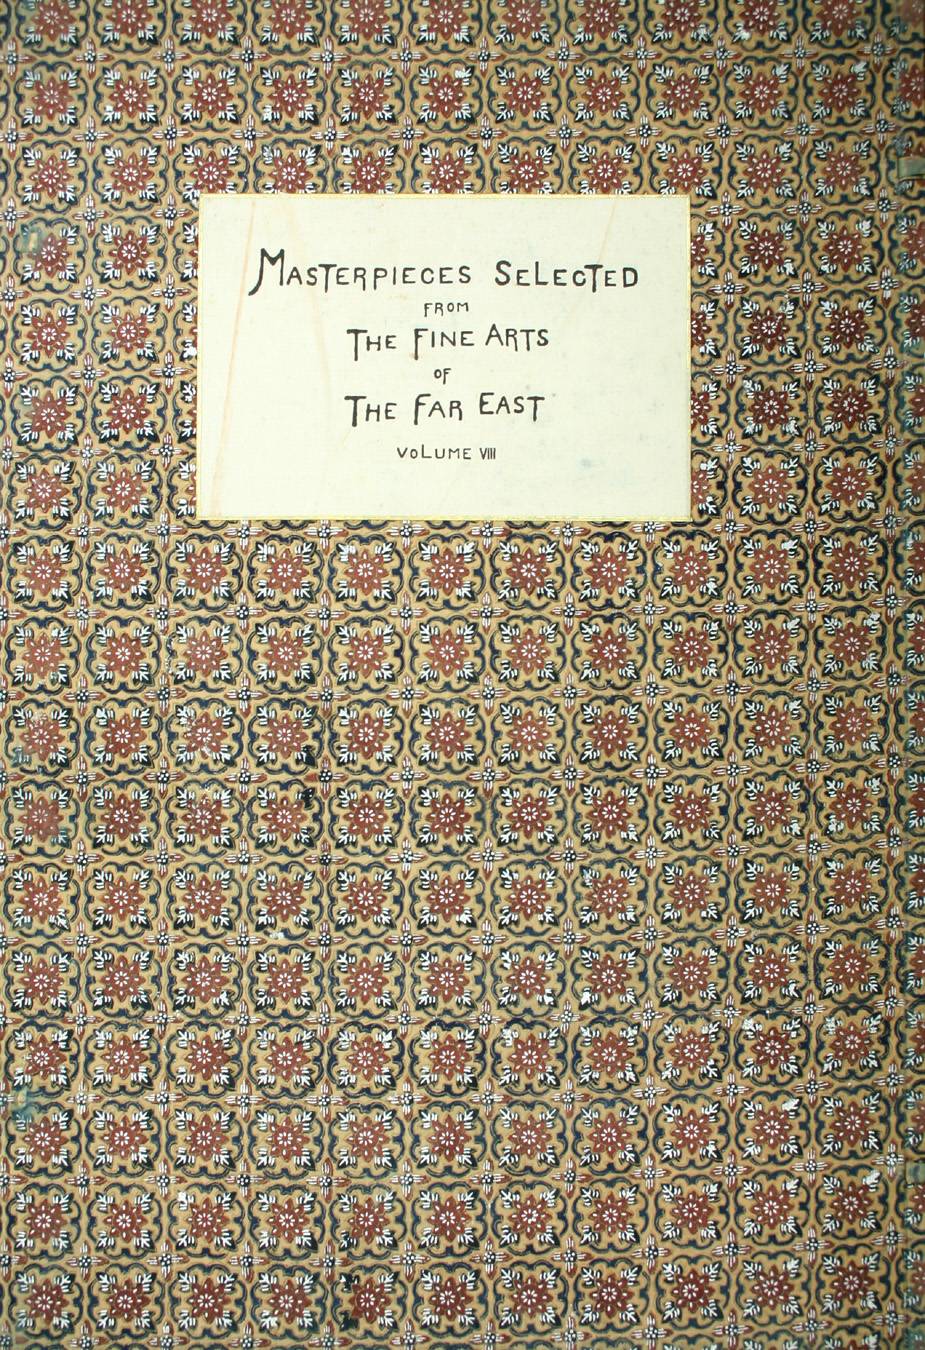 Masterpieces Selected
from
The Fine Arts
of
The Far East
Volume VIII